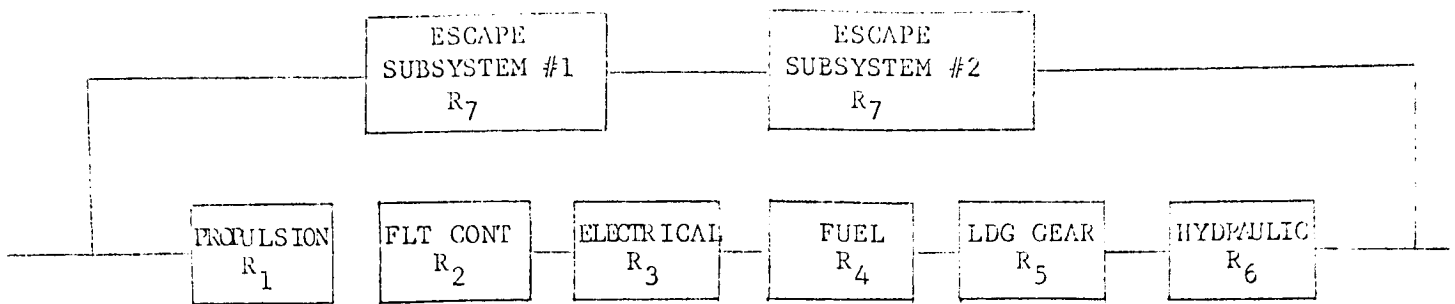 ESCAPE
SUBSYSTEM #1
R7
ESCAPE
SUBSYSTEM #2
R7
PROPULSION
R1
FLT CONT
R2
ELECTRICAL
R3
FUEL
R4
LDG GEAR
R5
HYDRAULIC
R6